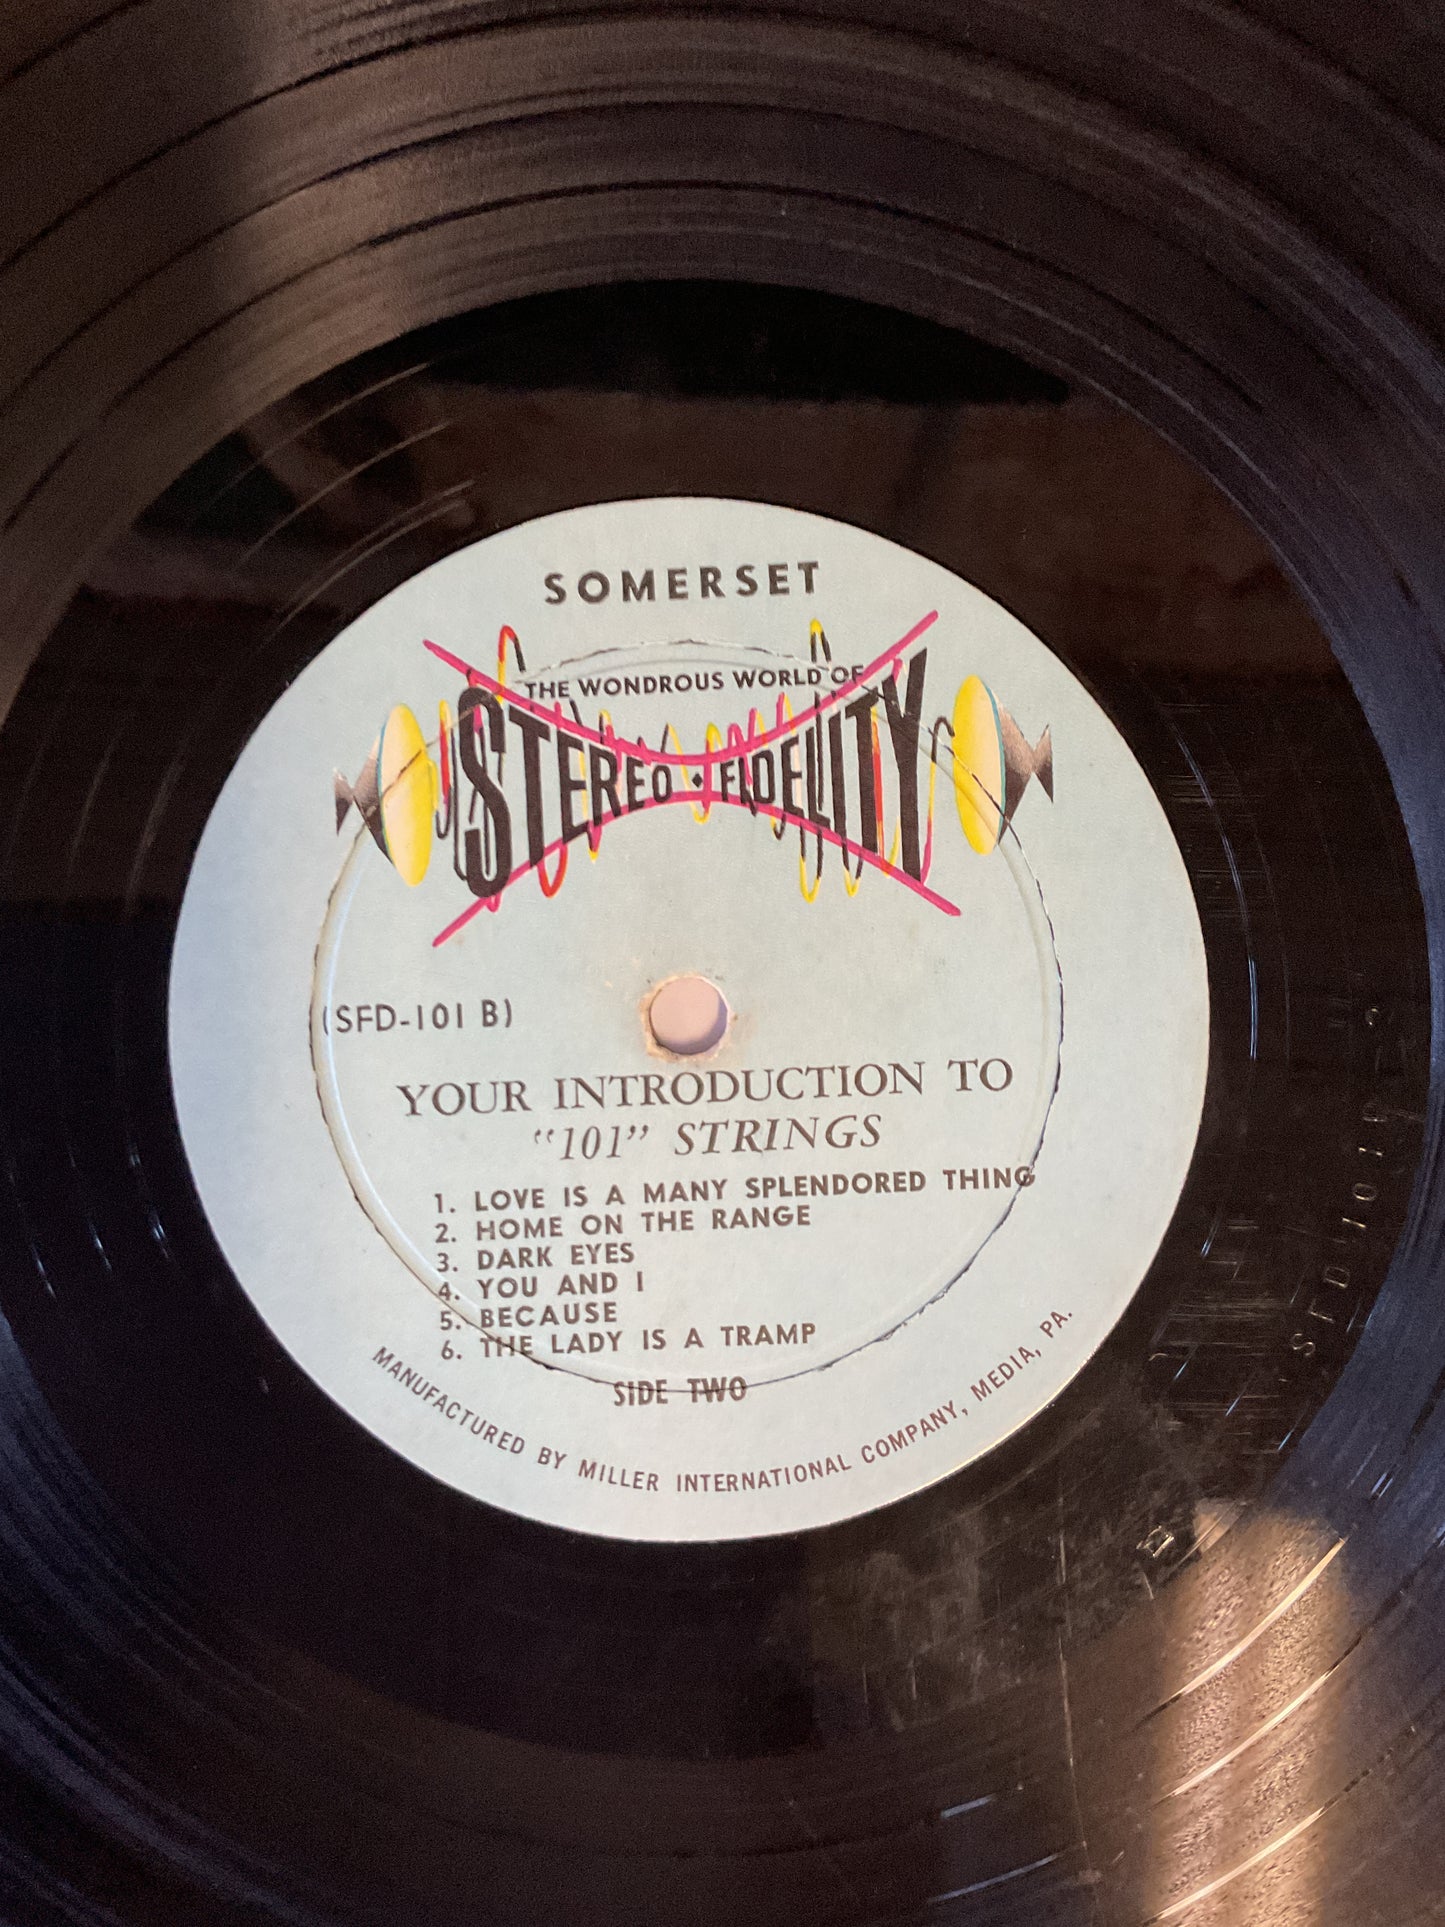 SOMERSET
THE WONDROUS WORLD OF
STEREO · FIDELITY
(SFD-101 B)
YOUR INTRODUCTION TO
“101” STRINGS
1. LOVE IS A MANY SPLENDORED THING
2. HOME ON THE RANGE
3. DARK EYES
4. YOU AND I
5. BECAUSE
6. THE LADY IS A TRAMP
SIDE TWO
MANUFACTURED BY MILLER INTERNATIONAL COMPANY, MEDIA, PA.